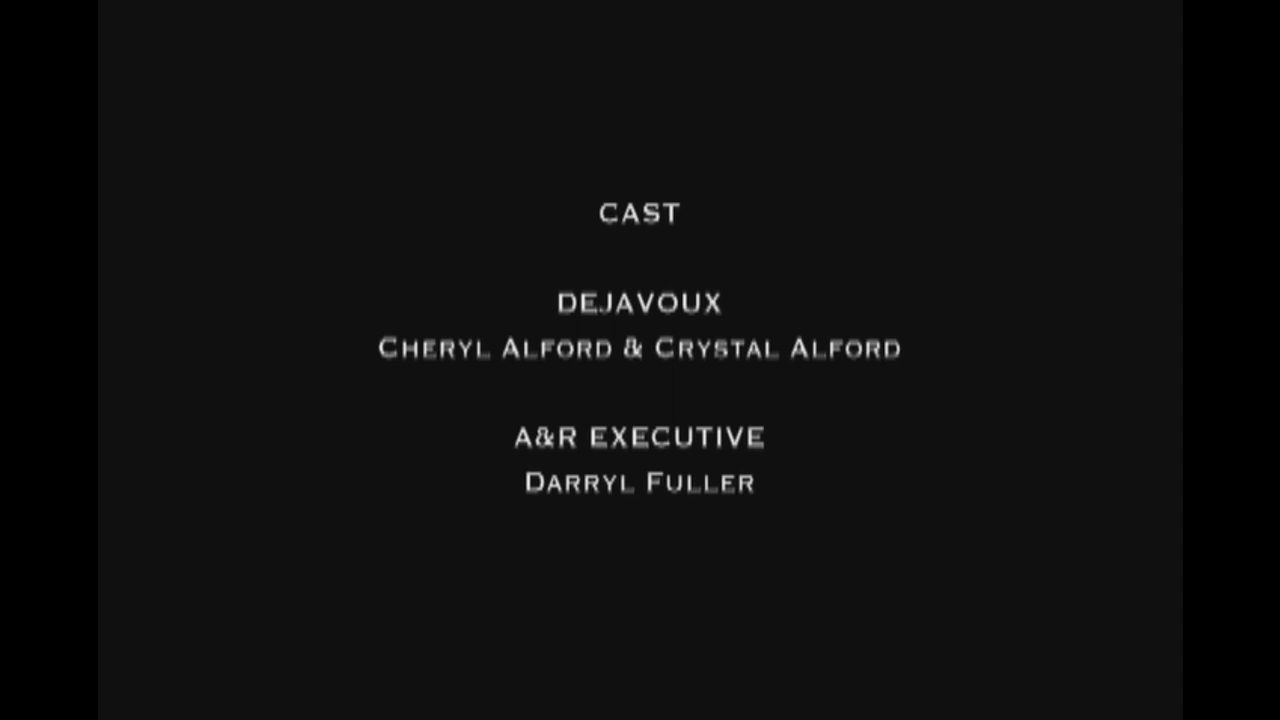 CAST
DEJAVOUX
CHERYL ALFORD & CRYSTAL ALFORD
A&R EXECUTIVE
DARRYL FULLER